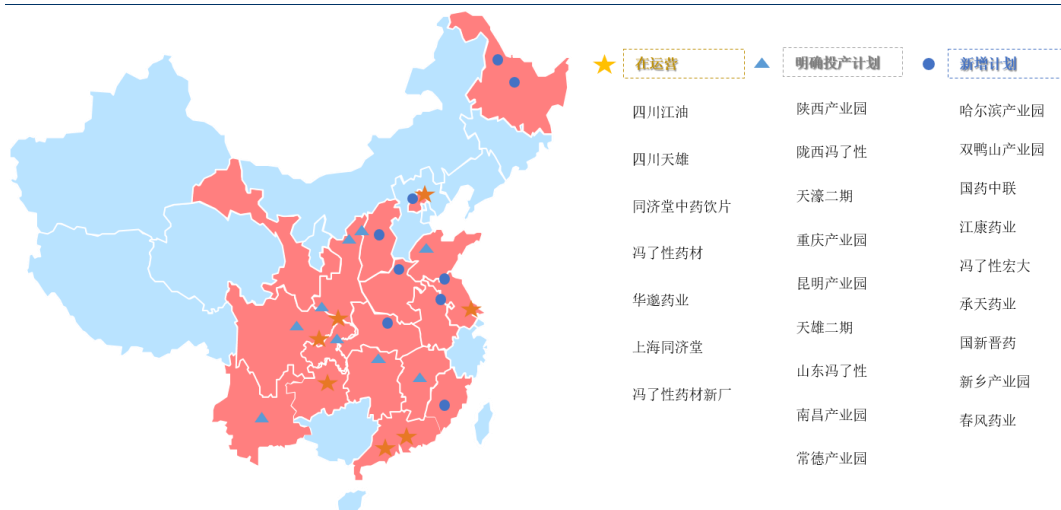 在运营
四川江油
四川天雄
同济堂中药饮片
冯了性药材
华邈药业
上海同济堂
冯了性药材新厂
明确投产计划
陕西产业园
陇西冯了性
天濠二期
重庆产业园
昆明产业园
天雄二期
山东冯了性
南昌产业园
常德产业园
新增计划
哈尔滨产业园
双鸭山产业园
国药中联
江康药业
冯了性宏大
承天药业
国新晋药
新乡产业园
春风药业